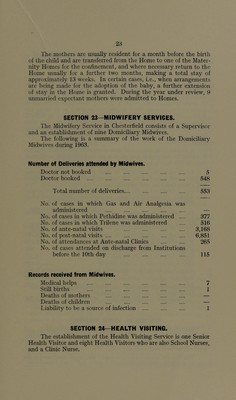 23
The mothers are usually resident for a month before the birth
of the child and are transferred from the Home to one of the Mater-
nity Homes for the confinement, and where necessary return to the
Home usually for a further two months, making a total stay of
approximately 13 weeks. In certain cases, i.e., when arrangements
are being made for the adoption of the baby, a further extension
of stay in the Home is granted. During the year under review, 9
unmarried expectant mothers were admitted to Homes.
SECTION 23—MIDWIFERY SERVICES.
The Midwifery Service in Chesterfield consists of a Supervisor
and an establishment of nine Domiciliary Midwives.
The following is a summary of the work of the Domiciliary
Midwives during 1963.
Number of Deliveries attended by Midwives.
Doctor not booked ... ... ... ... ... 5
Doctor booked ... ... ... ... ... 548
Total number of deliveries... ... ... ... 553
No. of cases in which Gas and Air Analgesia was
administered ... ... ... ... ... —
No. of cases in which Pethidine was administered ... 377
No. of cases in which Trilene was administered ... 516
No. of ante-natal visits ... ... ... ... 3,168
No. of post-natal visits ... ... ... ... 6,851
No. of attendances at Ante-natal Clinics ... ... 265
No. of cases attended on discharge from Institutions
before the 10th day ... ... ... ... 115
Records received from Midwives.
Medical helps ... ... ... ... ... 7
Still births ... ... ... ... ... 1
Deaths of mothers ... ... ... ... ... —
Deaths of children ... ... ... ... ... —
Liability to be a source of infection ... ... ... 1
SECTION 24—HEALTH VISITING.
The establishment of the Health Visiting Service is one Senior
Health Visitor and eight Health Visitors who are also School Nurses,
and a Clinic Nurse.